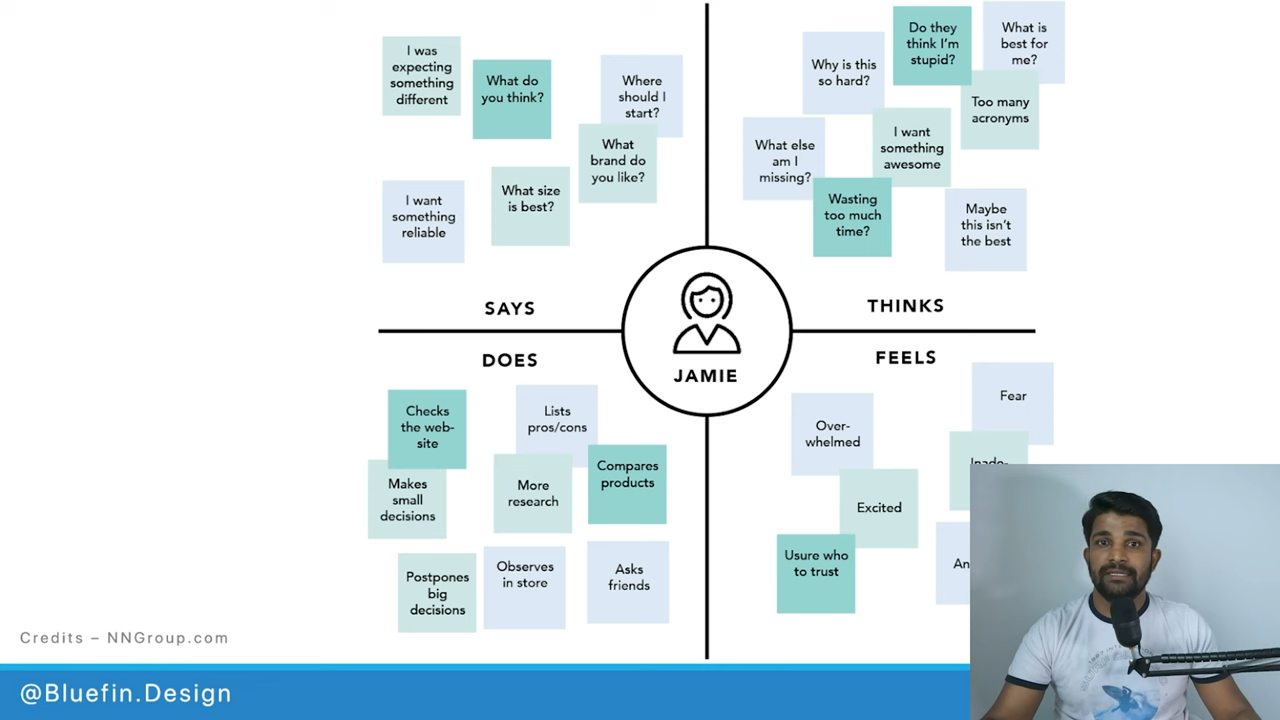 I was
expecting
something
different
What do
you think?
Where
should I
start?
What
brand do
you like?
I want
something
reliable
What size
is best?
SAYS
Why is this
so hard?
Do they
think I'm
stupid?
What is
best for
me?
Too many
acronyms
What else
am I
missing?
I want
something
awesome
Wasting
too much
time?
Maybe
this isn't
the best
THINKS
JAMIE
DOES
Checks
the web-
site
Lists
pros/cons
Compares
products
Makes
small
decisions
More
research
Postpones
big
decisions
Observes
in store
Asks
friends
FEELS
Over-
whelmed
Fear
Excited
Usure who
to trust
An
Credits – NNGroup.com
@Bluefin.Design